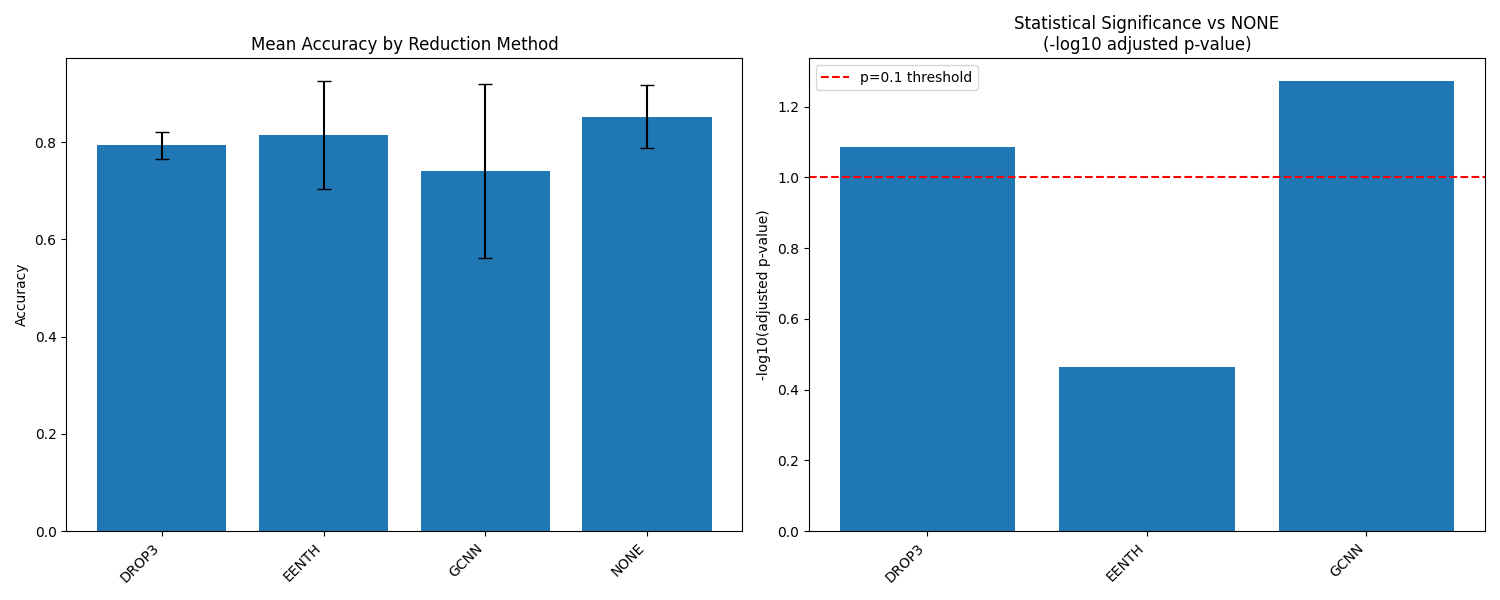 Mean Accuracy by Reduction Method
Accuracy
0.8
0.6
0.4
0.2
0.0
DROP3
EENTH
GCNN
NONE
Statistical Significance vs NONE
(-log10 adjusted p-value)
p=0.1 threshold
-log10(adjusted p-value)
1.2
1.0
0.8
0.6
0.4
0.2
0.0
DROP3
EENTH
GCNN